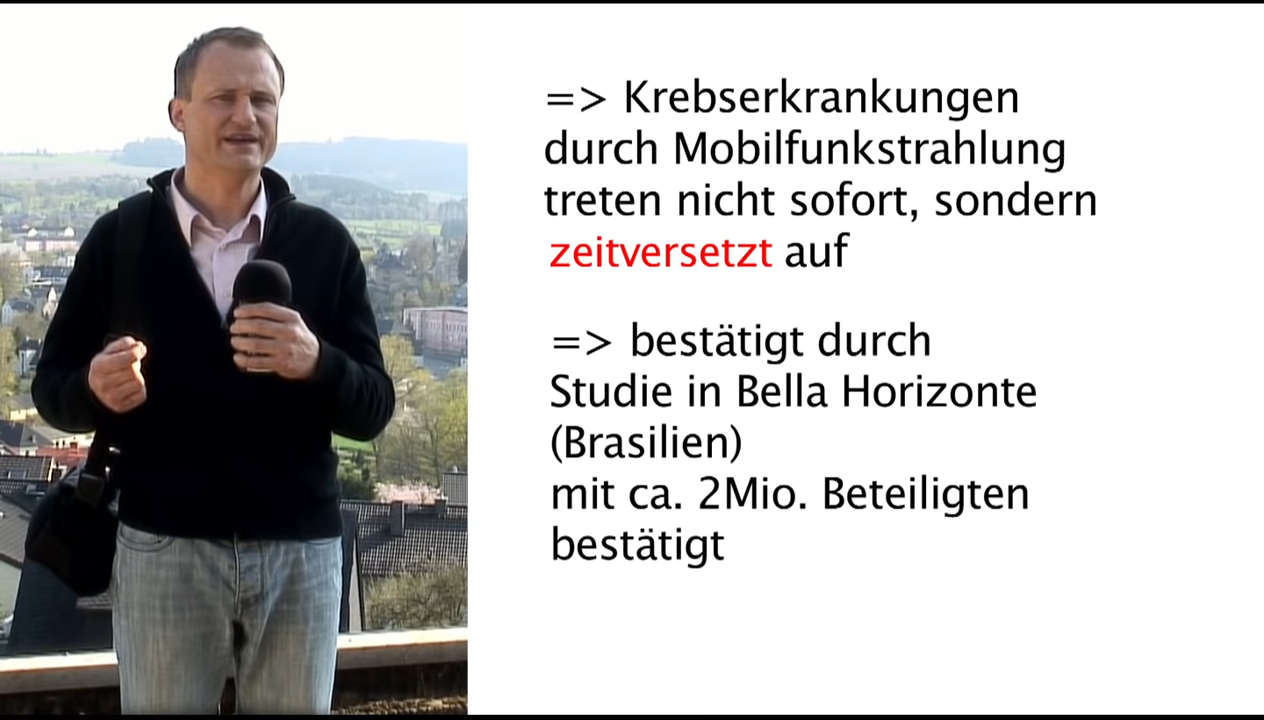 => Krebserkrankungen
durch Mobilfunkstrahlung
treten nicht sofort, sondern
zeitversetzt auf
=> bestätigt durch
Studie in Bella Horizonte
(Brasilien)
mit ca. 2Mio. Beteiligten
bestätigt